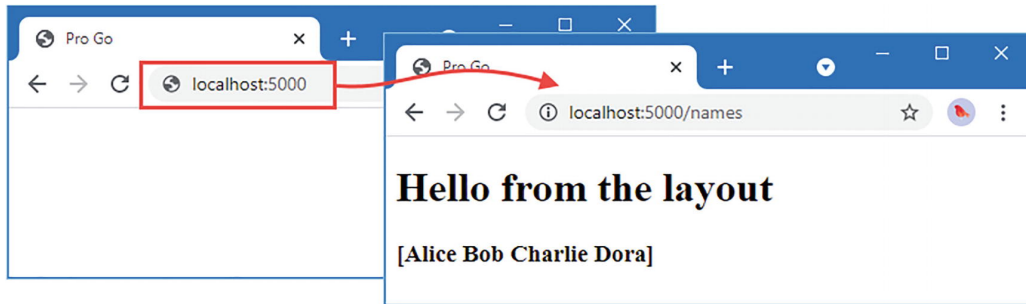 Pro Go
localhost:5000
Pro Go
localhost:5000/names
Hello from the layout
[Alice Bob Charlie Dora]